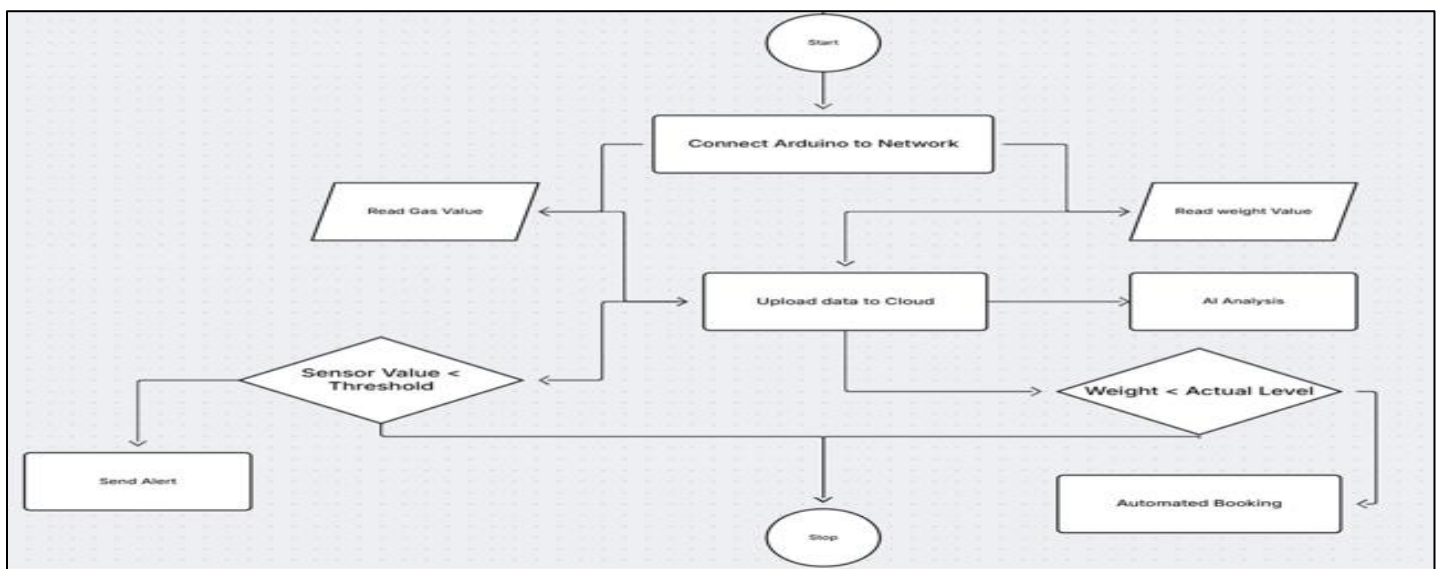 Start
Connect Arduino to Network
Read Gas Value
Read weight Value
Upload data to Cloud
AI Analysis
Sensor Value <
Threshold
Weight < Actual Level
Send Alert
Automated Booking
Stop